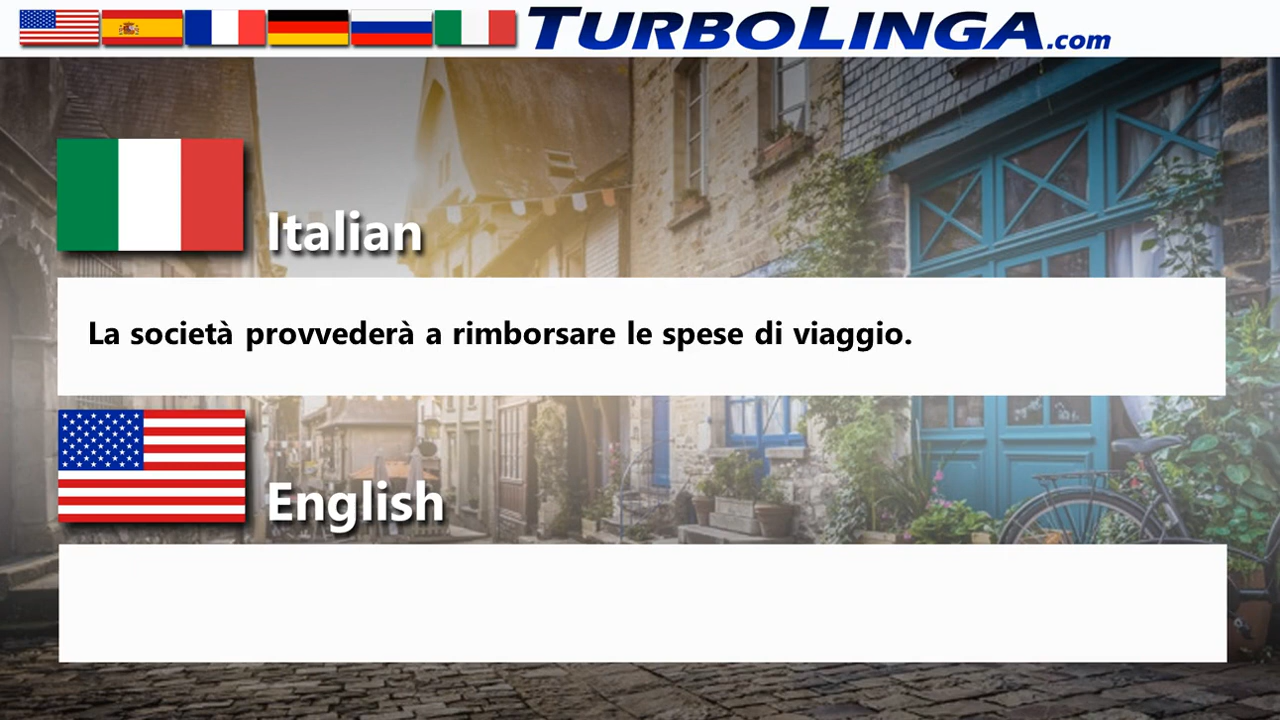 TURBOLINGA.com
Italian
La società provvederà a rimborsare le spese di viaggio.
English